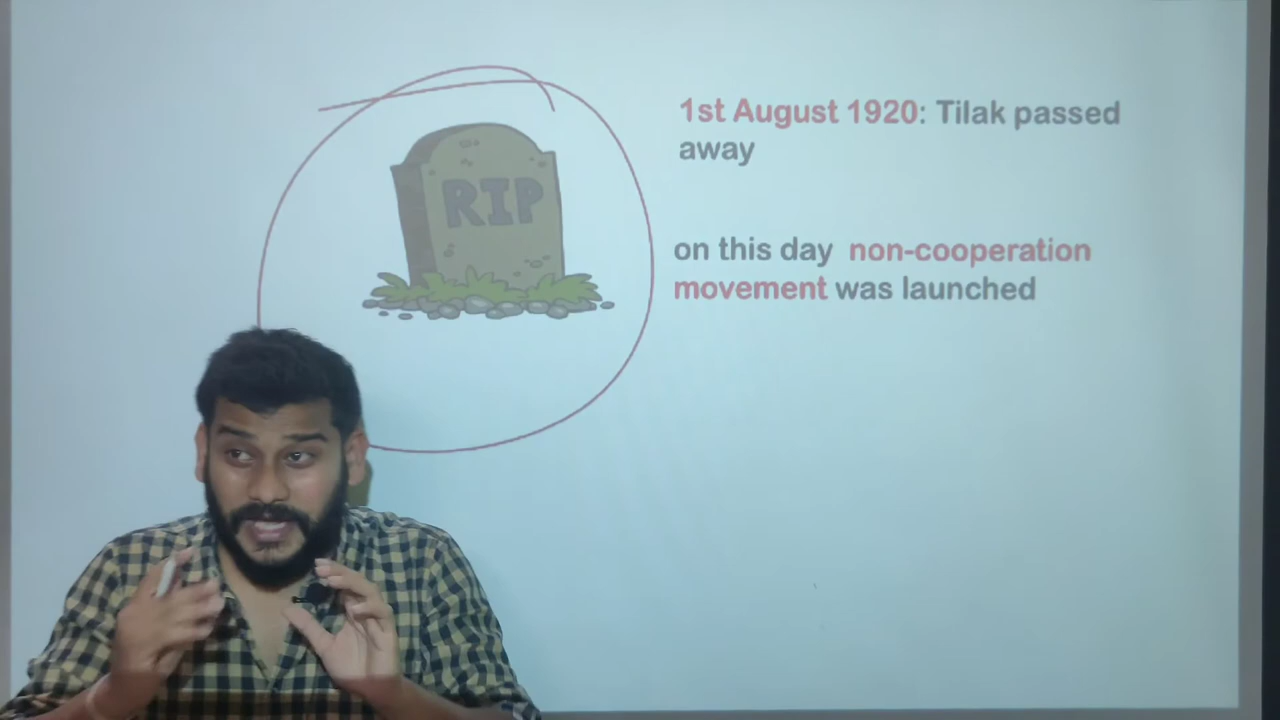 RIP
1st August 1920: Tilak passed
away
on this day non-cooperation
movement was launched